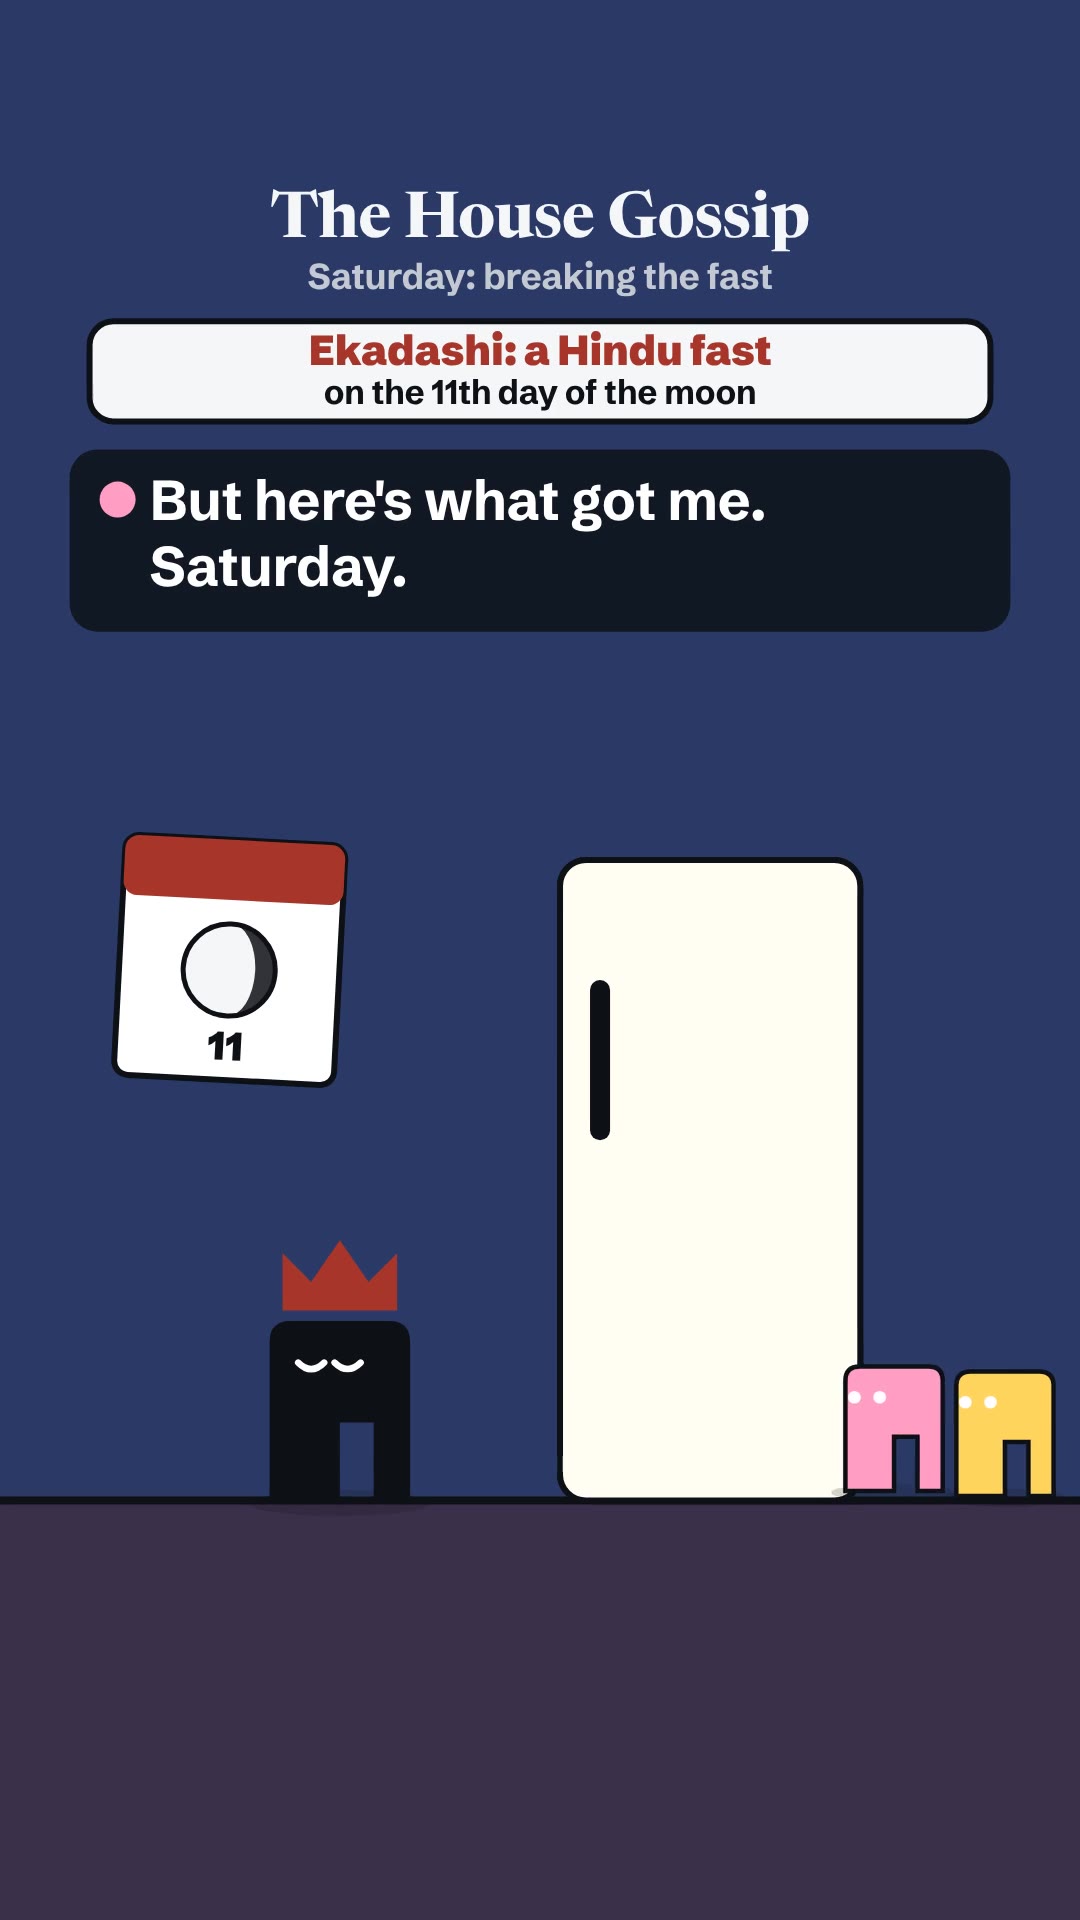 The House Gossip
Saturday: breaking the fast
Ekadashi: a Hindu fast
on the 11th day of the moon
But here's what got me.
Saturday.
11